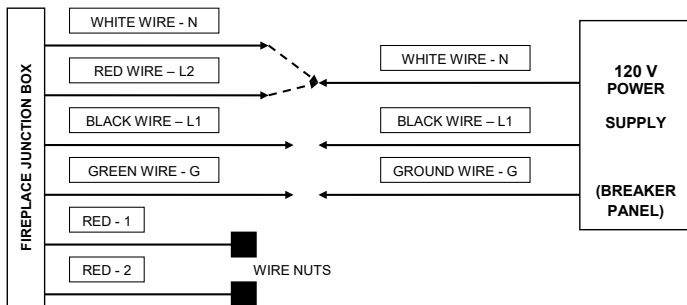 FIREPLACE JUNCTION BOX
WHITE WIRE - N
RED WIRE – L2
BLACK WIRE – L1
GREEN WIRE - G
RED - 1
RED - 2
WIRE NUTS
WHITE WIRE - N
BLACK WIRE – L1
GROUND WIRE - G
120 V
POWER
SUPPLY
(BREAKER
PANEL)